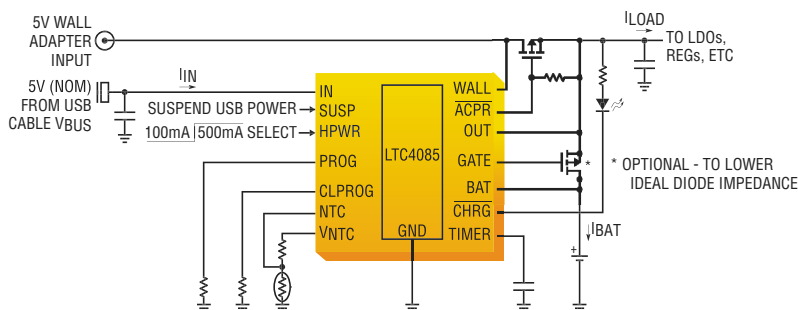 5V WALL
ADAPTER
INPUT
ILOAD
TO LDOs,
REGs, ETC
5V (NOM)
FROM USB
CABLE VBUS
IIN
SUSPEND USB POWER
100mA 500mA SELECT
IN
SUSP
HPWR
PROG
CLPROG
NTC
VNTC
LTC4085
GND
WALL
ACPR
OUT
GATE
BAT
CHRG
TIMER
*
* OPTIONAL - TO LOWER
IDEAL DIODE IMPEDANCE
IBAT
+